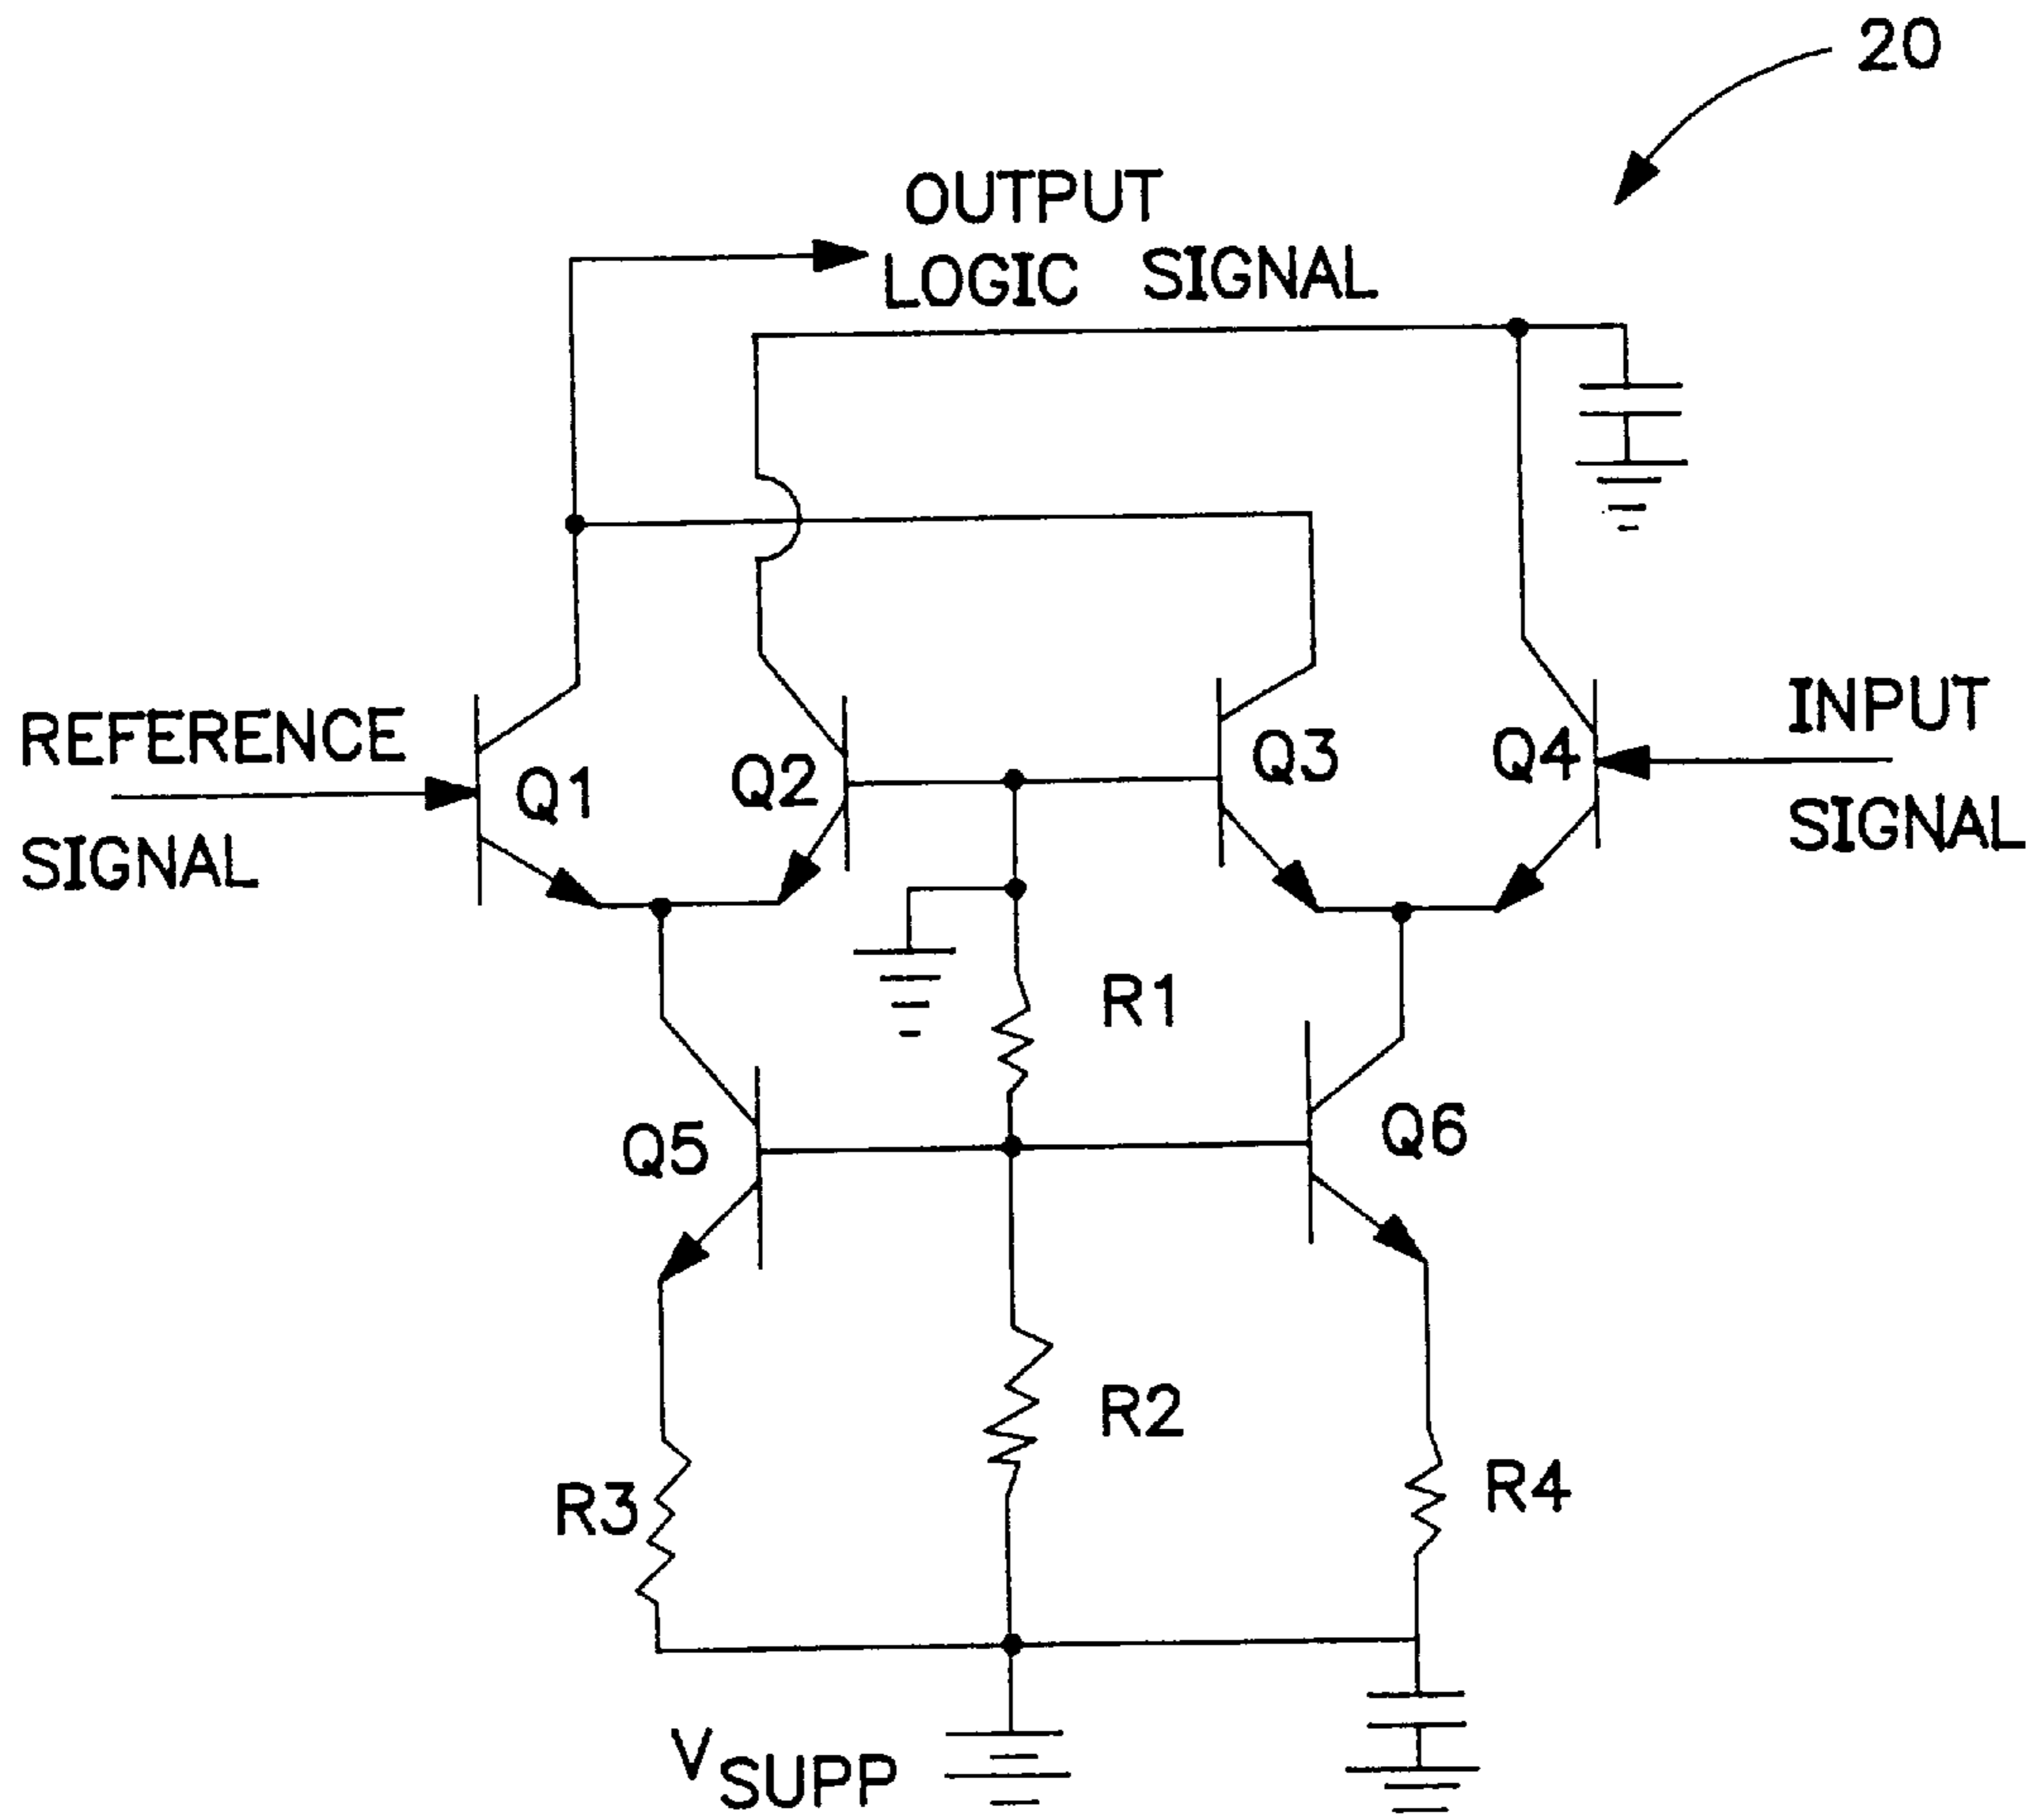 20
OUTPUT
LOGIC SIGNAL
REFERENCE
SIGNAL
Q1
Q2
Q3
Q4
INPUT
SIGNAL
R1
Q5
Q6
R2
R3
R4
VSUPP